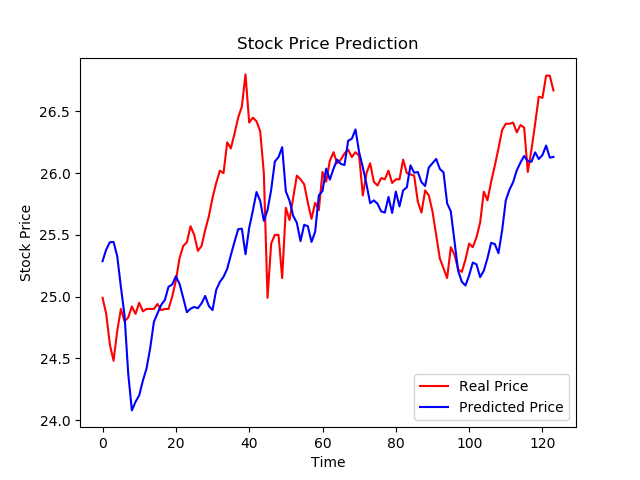 Stock Price Prediction
Stock Price
26.5
26.0
25.5
25.0
24.5
24.0
0 20 40 60 80 100 120
Time
Real Price
Predicted Price